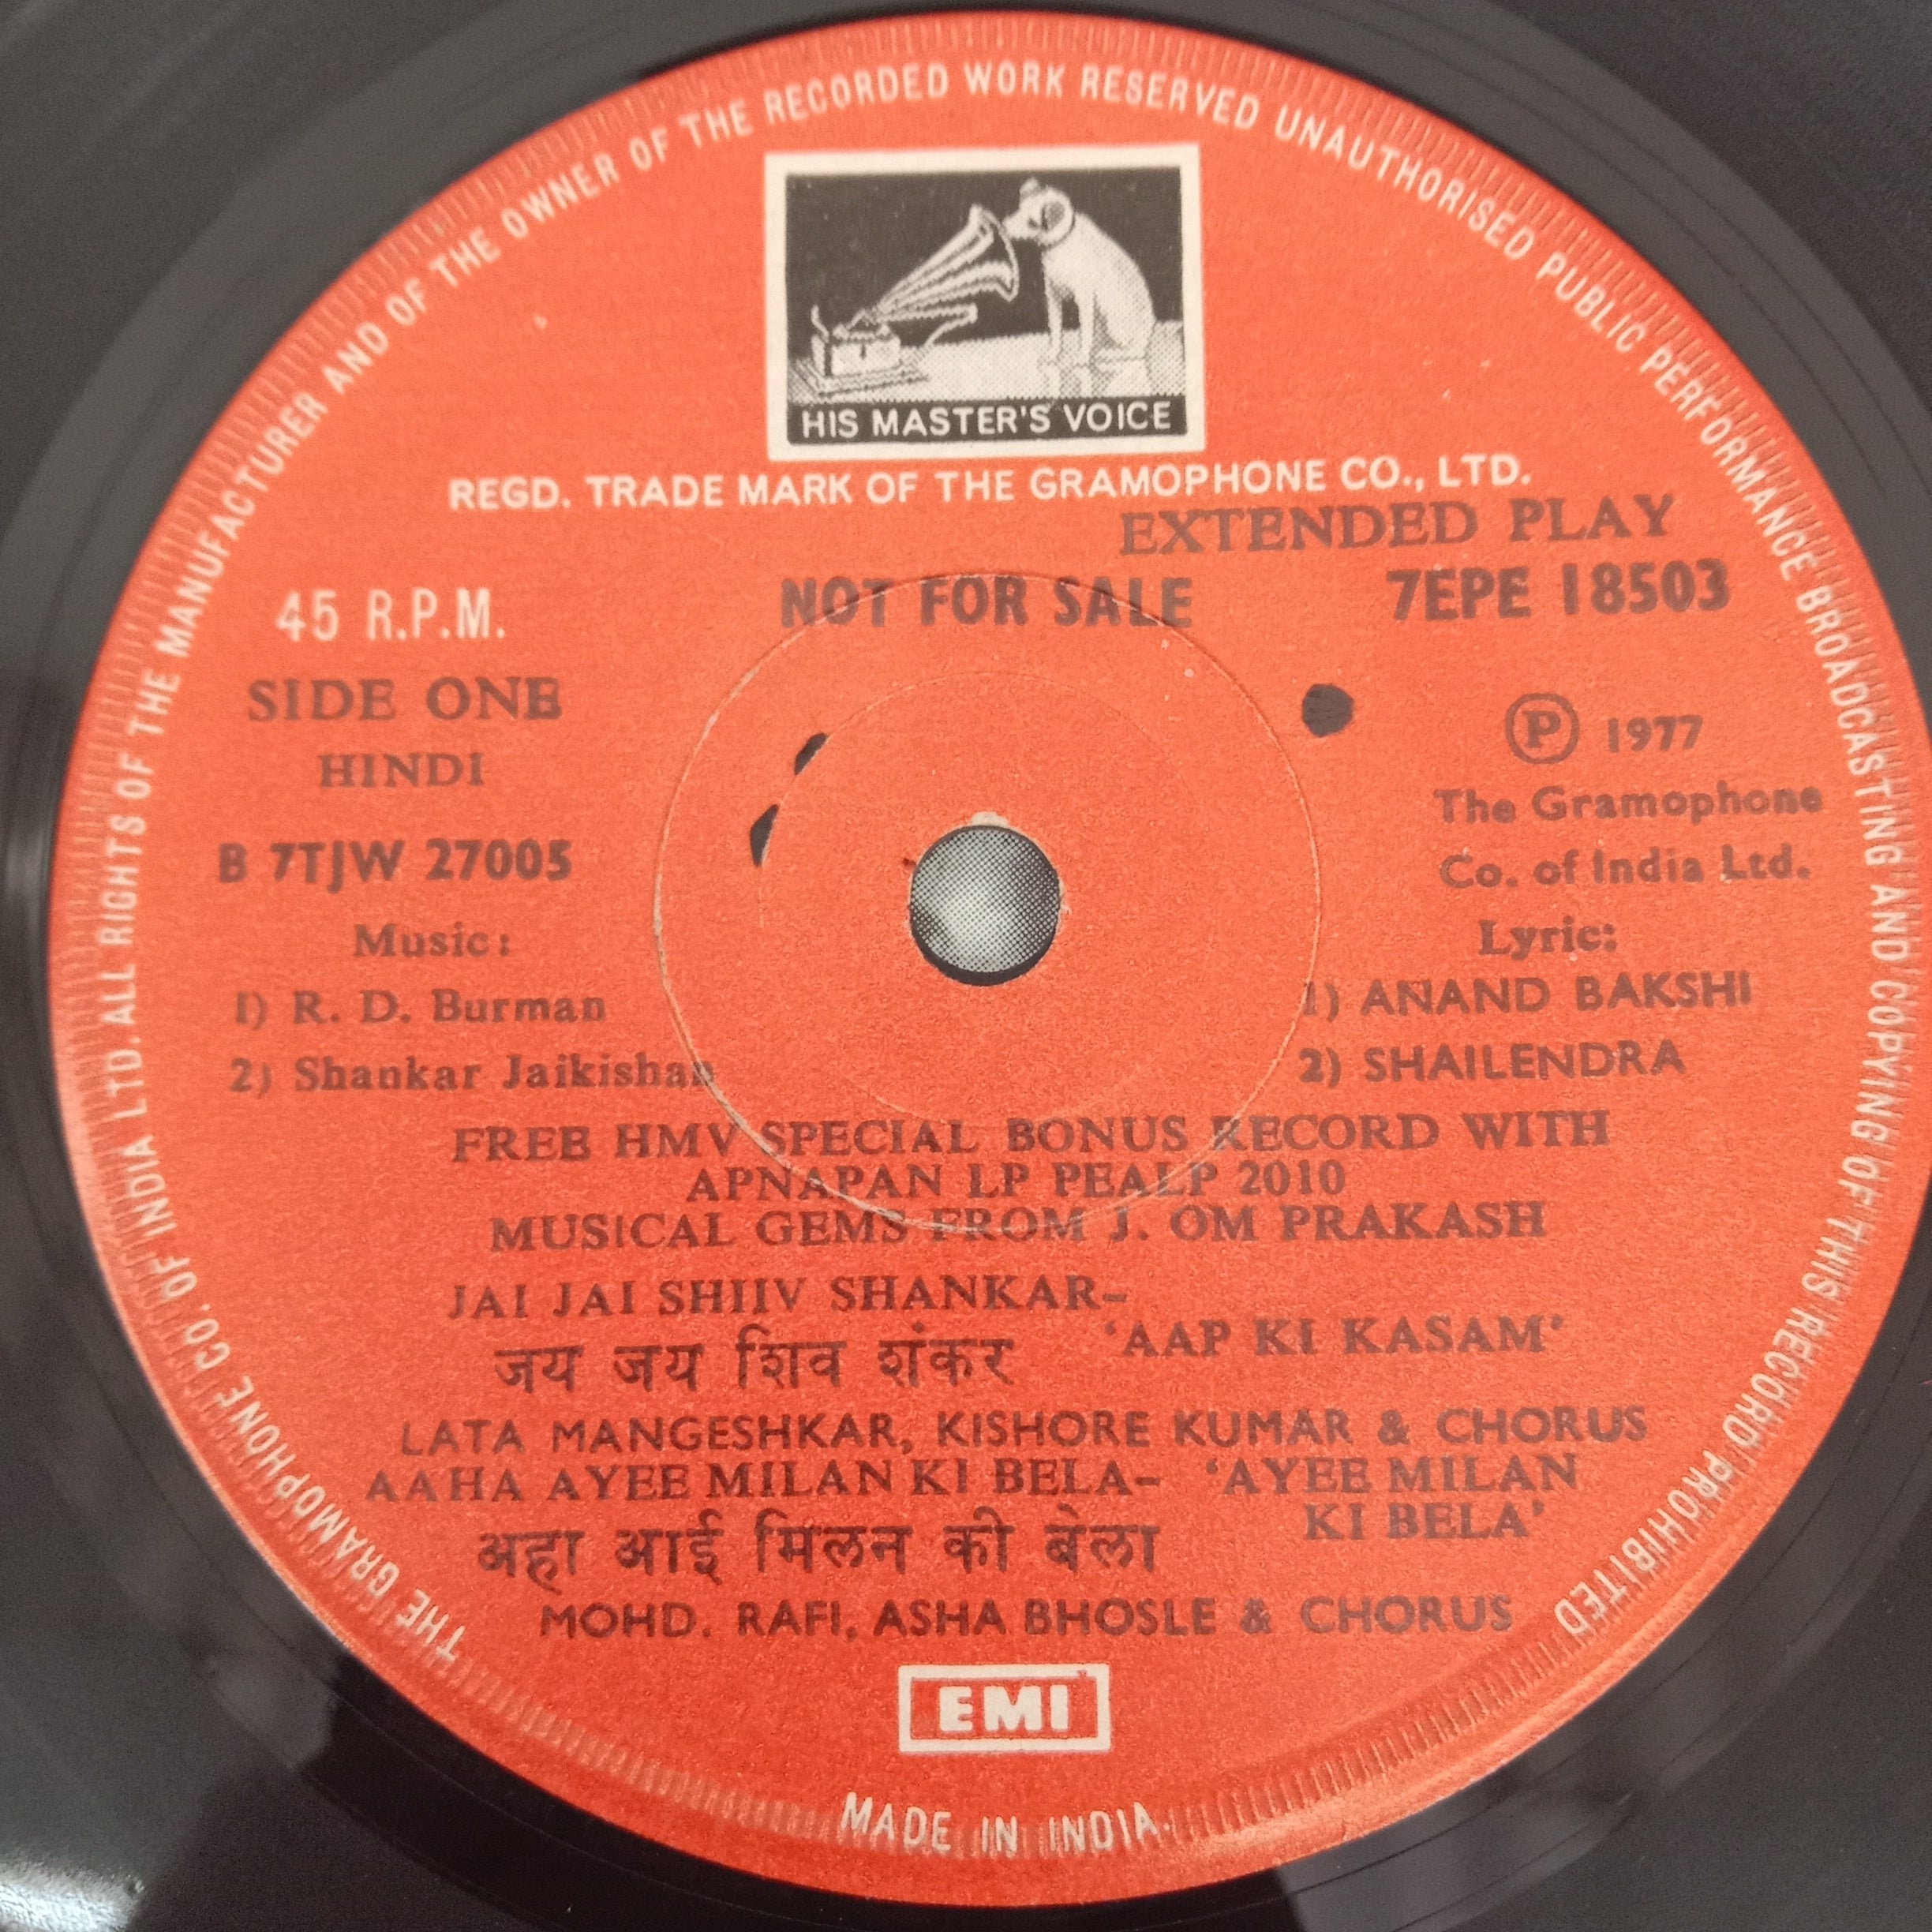 THE GRAMOPHONE CO. OF INDIA LTD. ALL RIGHTS OF THE MANUFACTURER AND OF THE OWNER OF THE RECORDED WORK RESERVED UNAUTHORISED PUBLIC PERFORMANCE BROADCASTING AND COPYING OF THIS RECORD PROHIBITED
HIS MASTER'S VOICE
REGD. TRADE MARK OF THE GRAMOPHONE CO., LTD.
EXTENDED PLAY
45 R.P.M.
NOT FOR SALE
7EPE 18503
SIDE ONE
HINDI
B 7TJW 27005
Ⓟ 1977
The Gramophone
Co. of India Ltd.
Music:
1) R. D. Burman
2) Shankar Jaikishan
Lyric:
1) ANAND BAKSHI
2) SHAILENDRA
FREE HMV SPECIAL BONUS RECORD WITH
APNAPAN LP PEALP 2010
MUSICAL GEMS FROM J. OM PRAKASH
JAI JAI SHIIV SHANKAR-
'AAP KI KASAM'
जय जय शिव शंकर
LATA MANGESHKAR, KISHORE KUMAR & CHORUS
AAHA AYEE MILAN KI BELA- 'AYEE MILAN
KI BELA'
अहा आई मिलन की बेला
MOHD. RAFI, ASHA BHOSLE & CHORUS
EMI
MADE IN INDIA.